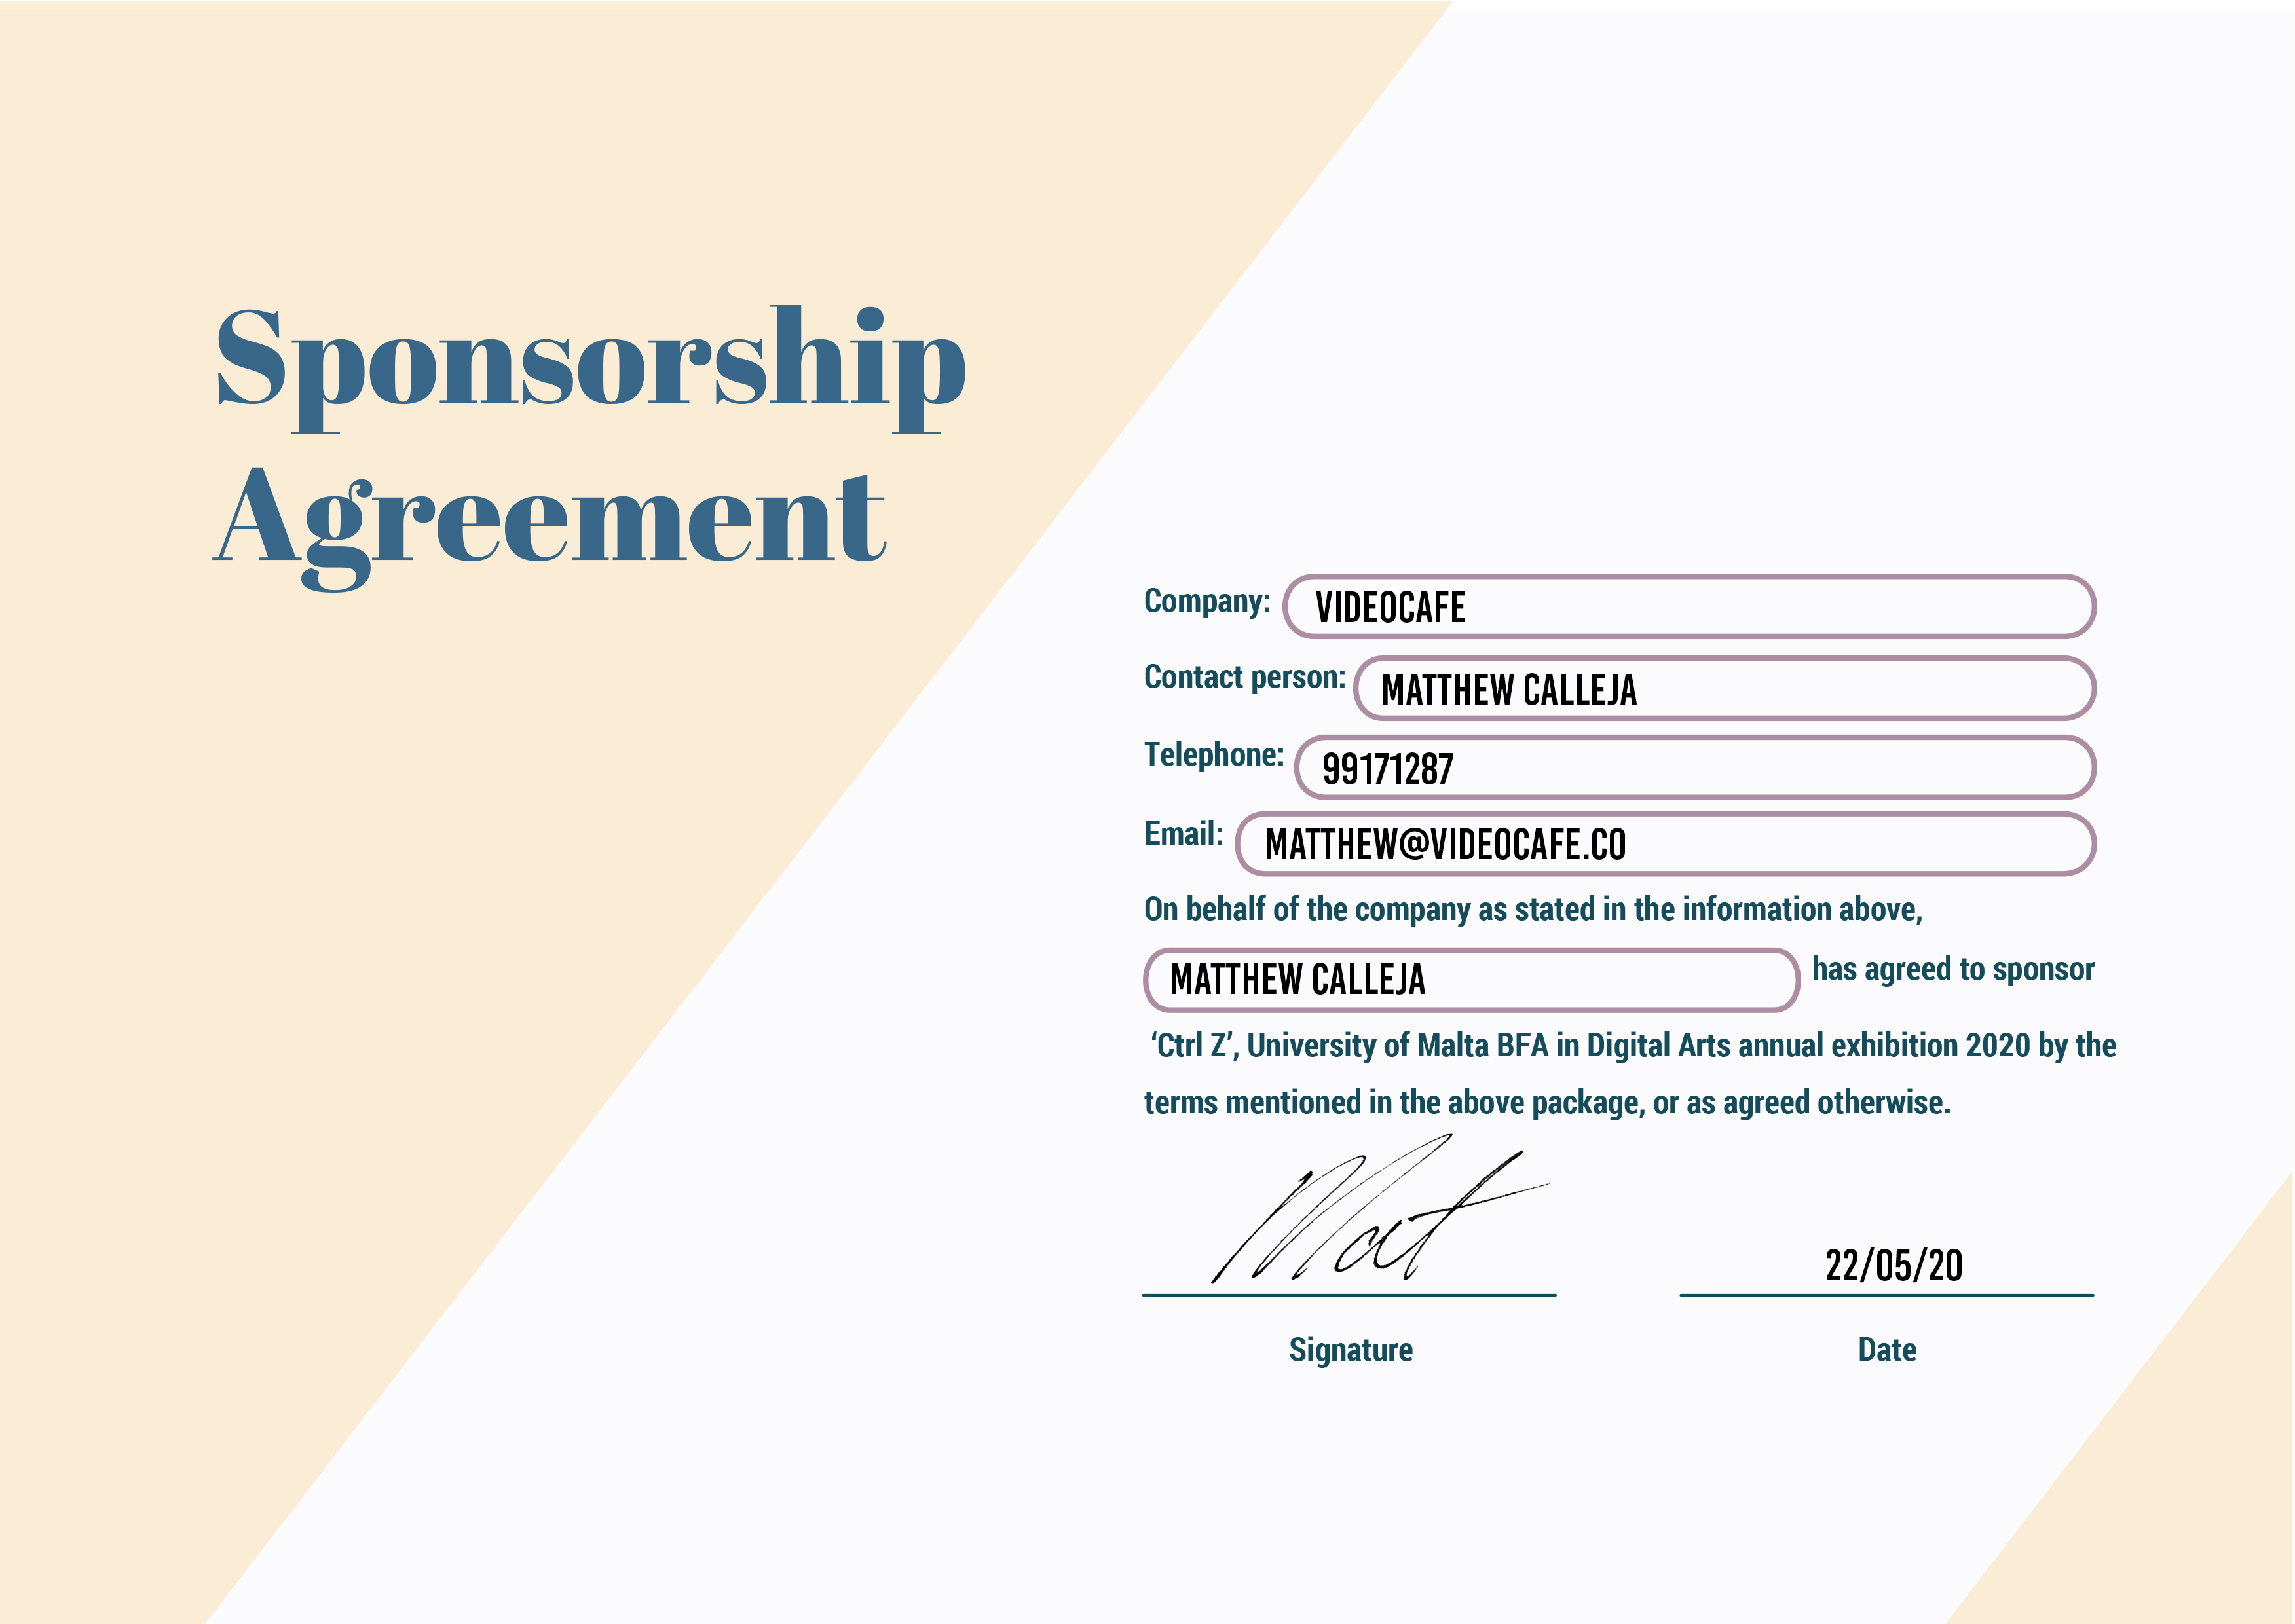 Sponsorship
Agreement
Company: VIDEOCAFE
Contact person: MATTHEW CALLEJA
Telephone: 99171287
Email: MATTHEW@VIDEOCAFE.CO
On behalf of the company as stated in the information above,
MATTHEW CALLEJA has agreed to sponsor
‘Ctrl Z’, University of Malta BFA in Digital Arts annual exhibition 2020 by the
terms mentioned in the above package, or as agreed otherwise.
Mat
22/05/20
Signature
Date